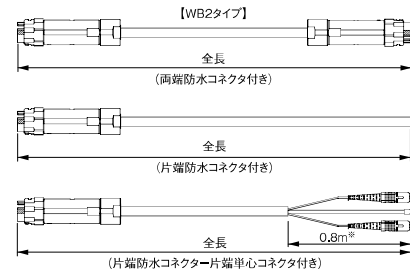 【WB2タイプ】
全長
(両端防水コネクタ付き)
全長
(片端防水コネクタ付き)
0.8m※
全長
(片端防水コネクター片端単心コネクタ付き)